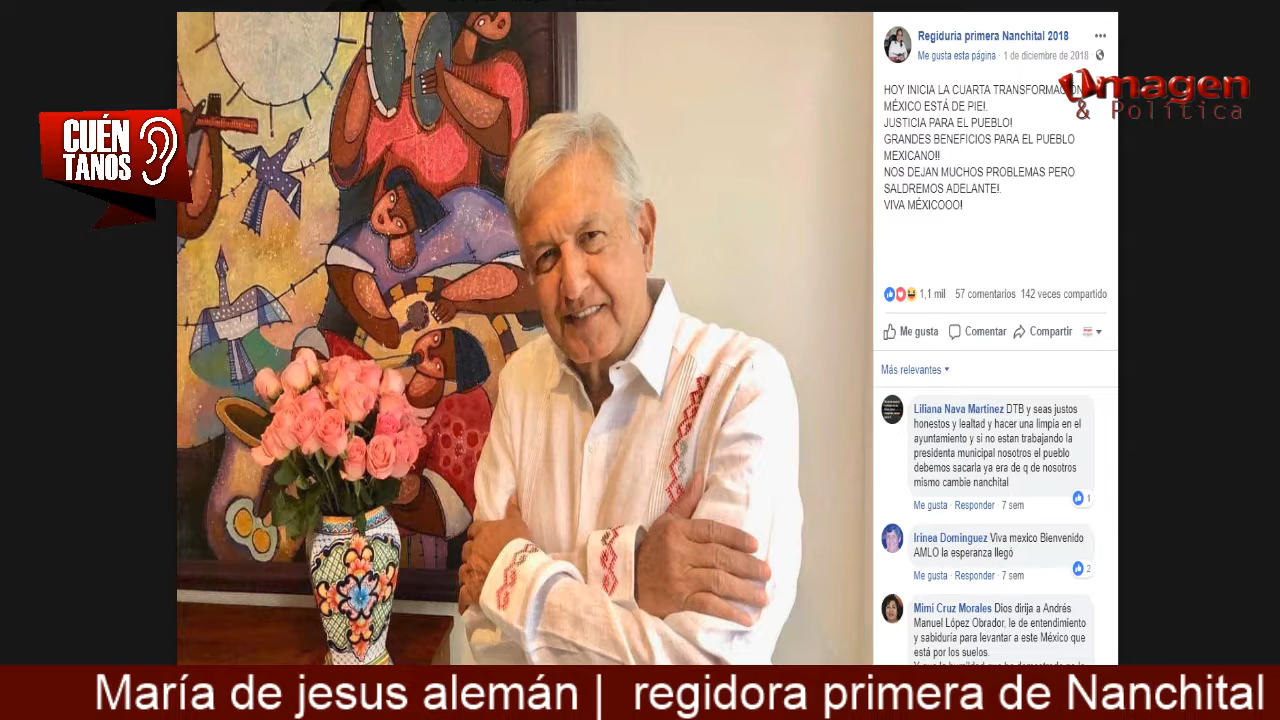 CUÉN
TANOS
Regiduria primera Nanchital 2018
Me gusta esta página · 1 de diciembre de 2018
Imagen
& Política
HOY INICIA LA CUARTA TRANSFORMACIÓN
MÉXICO ESTÁ DE PIE!.
JUSTICIA PARA EL PUEBLO!
GRANDES BENEFICIOS PARA EL PUEBLO
MEXICANO!!
NOS DEJAN MUCHOS PROBLEMAS PERO
SALDREMOS ADELANTE!.
VIVA MÉXICOOO!
1,1 mil 57 comentarios 142 veces compartido
Me gusta Comentar Compartir
Más relevantes
Liliana Nava Martínez DTB y seas justos
honestos y lealtad y hacer una limpia en el
ayuntamiento y si no estan trabajando la
presidenta municipal nosotros el pueblo
debemos sacarla ya era de q de nosotros
mismo cambie nanchital
1
Me gusta · Responder · 7 sem
Irinea Dominguez Viva mexico Bienvenido
AMLO la esperanza llegó
2
Me gusta · Responder · 7 sem
Mimi Cruz Morales Dios dirija a Andrés
Manuel López Obrador, le de entendimiento
y sabiduría para levantar a este México que
está por los suelos.
María de jesus alemán | regidora primera de Nanchital